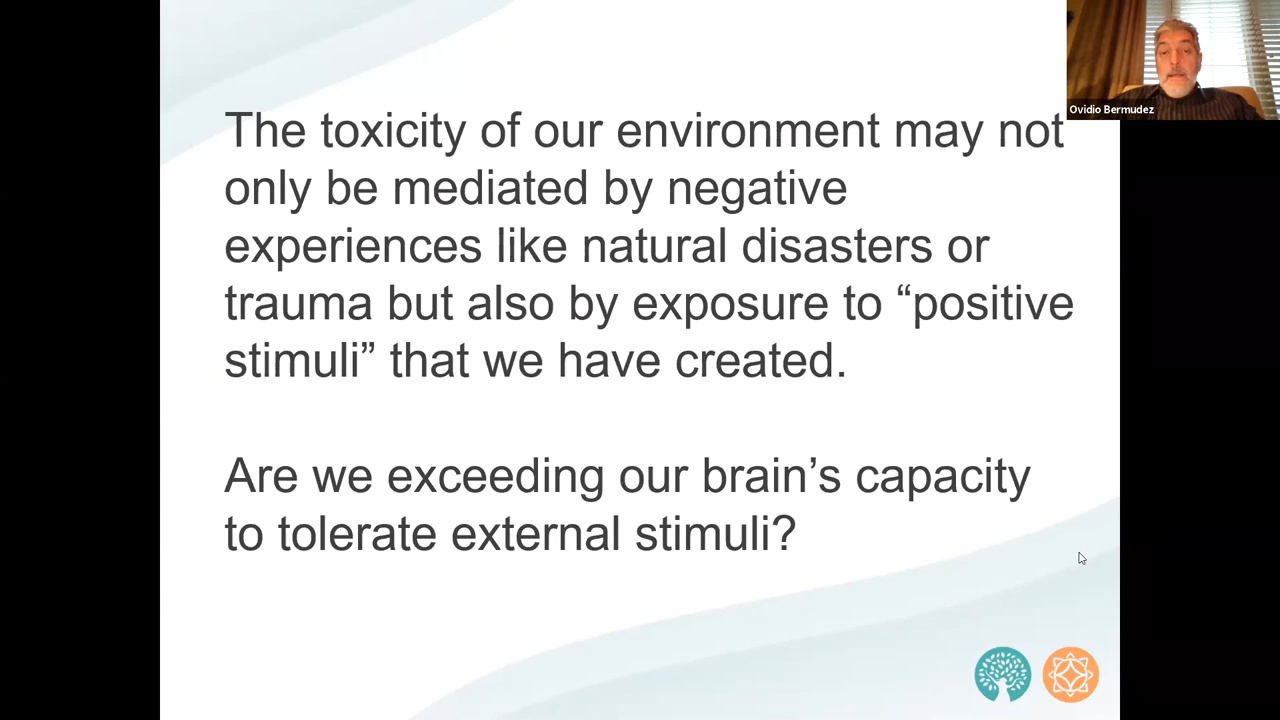 The toxicity of our environment may not
only be mediated by negative
experiences like natural disasters or
trauma but also by exposure to “positive
stimuli” that we have created.
Are we exceeding our brain’s capacity
to tolerate external stimuli?
Ovidio Bermudez